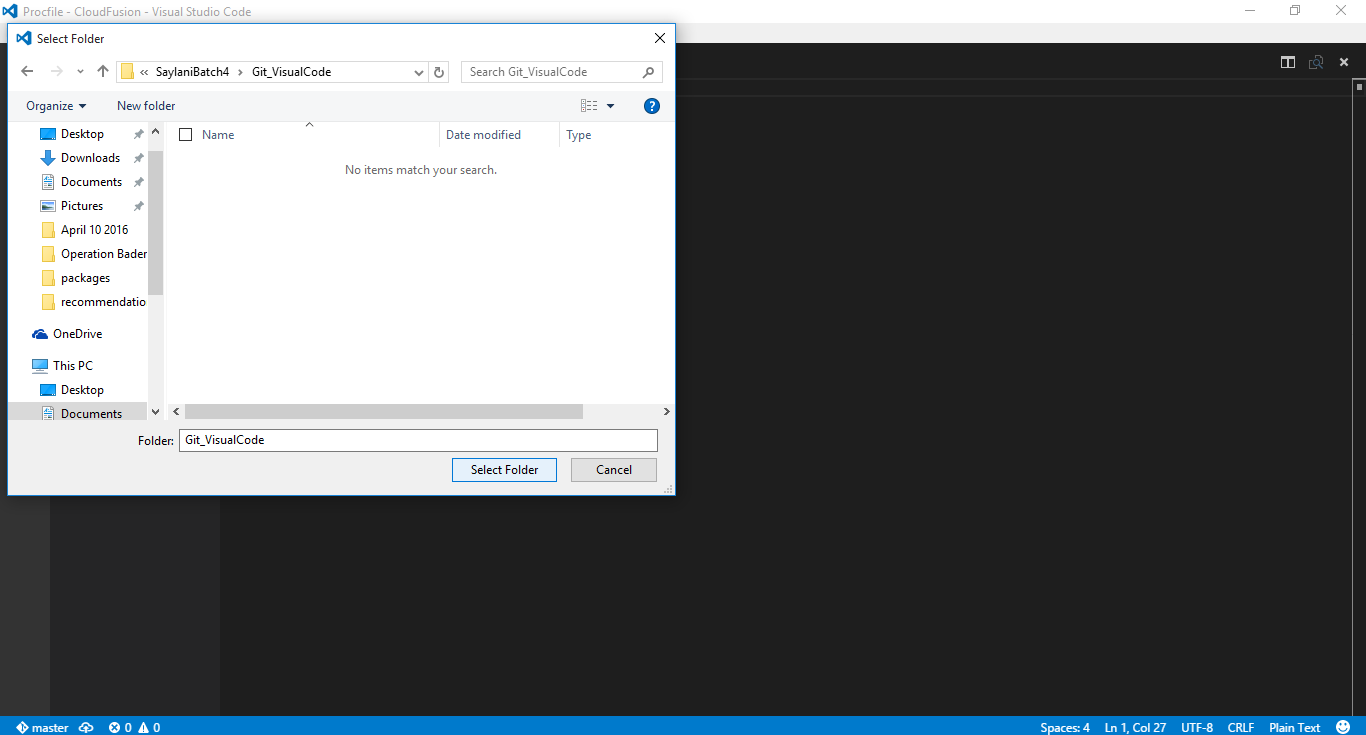 Procfile - CloudFusion - Visual Studio Code
Select Folder
« SaylaniBatch4 > Git_VisualCode
Search Git_VisualCode
Organize
New folder
?
Name Date modified Type
No items match your search.
Desktop
Downloads
Documents
Pictures
April 10 2016
Operation Bader
packages
recommendatio
OneDrive
This PC
Desktop
Documents
Folder: Git_VisualCode
Select Folder Cancel
master 0 0 Spaces: 4 Ln 1, Col 27 UTF-8 CRLF Plain Text